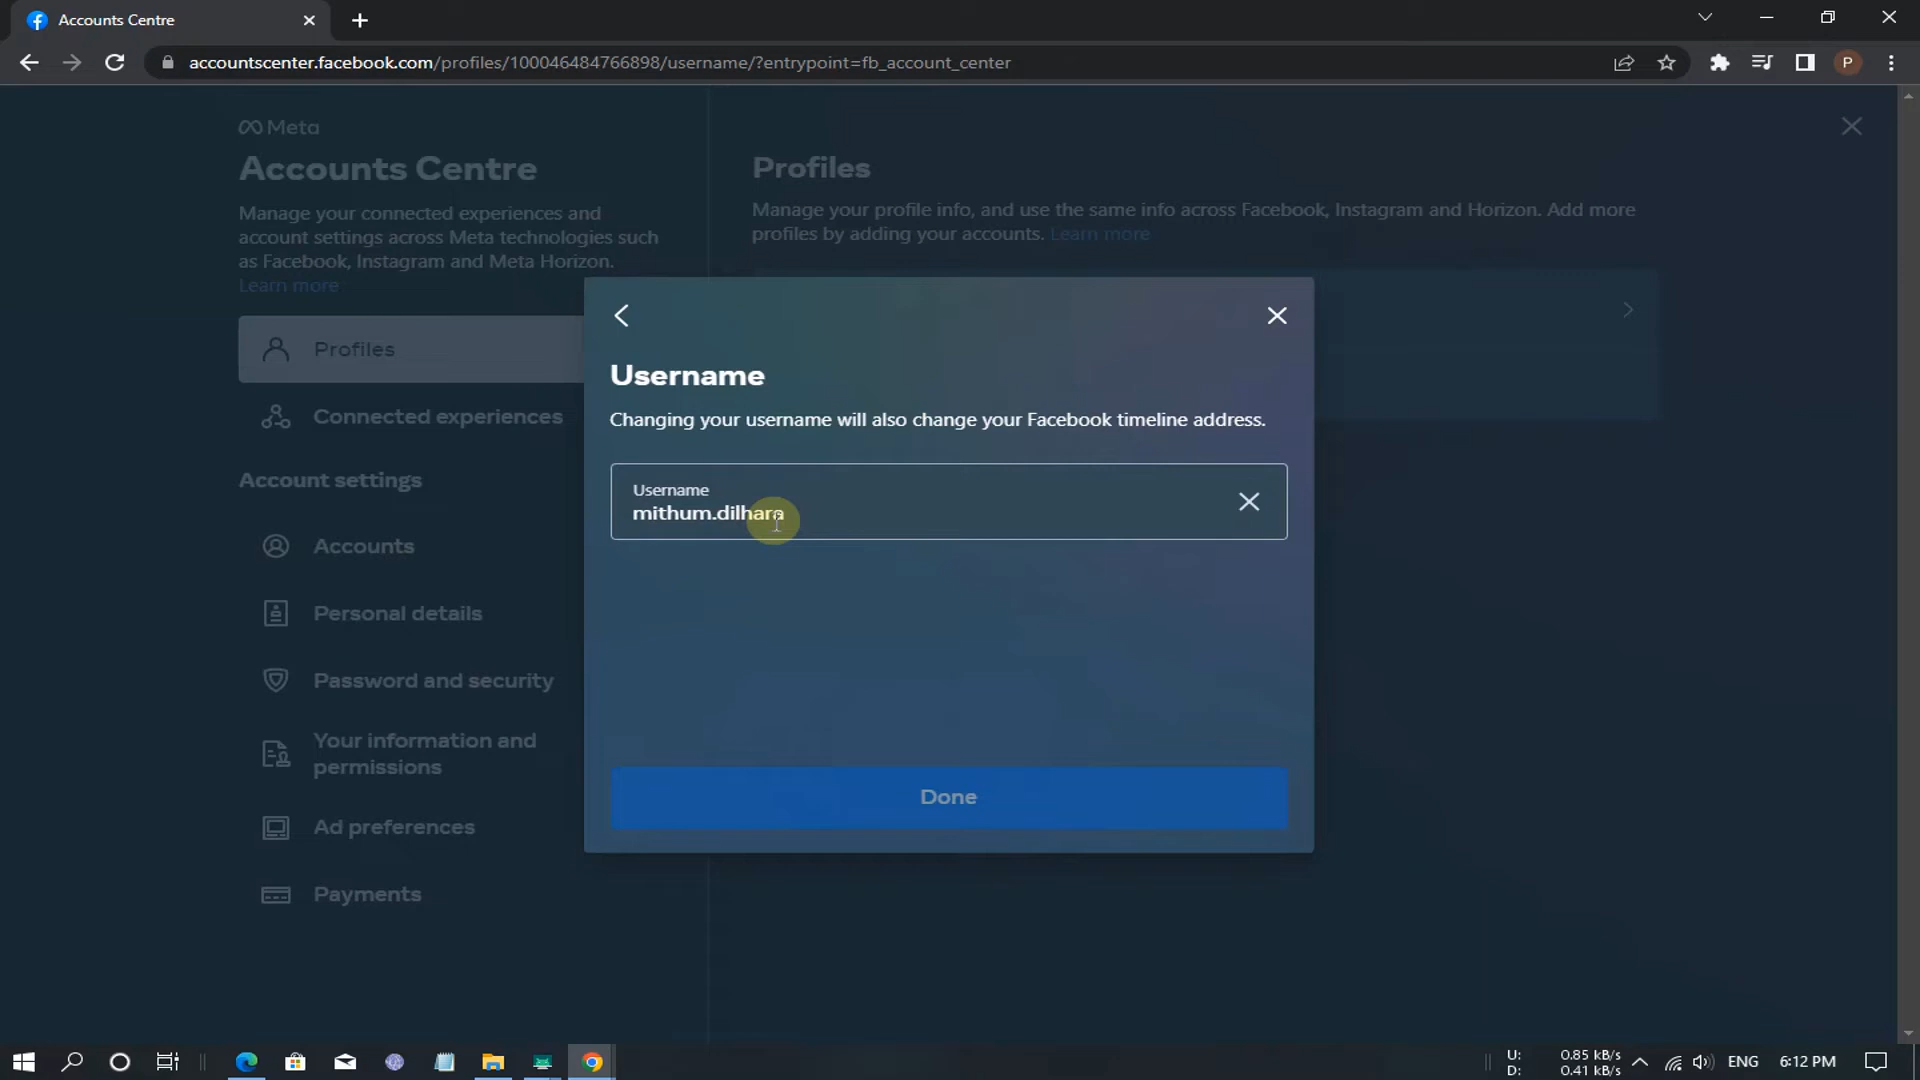 Accounts Centre
accountscenter.facebook.com/profiles/100046484766898/username/?entrypoint=fb_account_center
P
Meta
Accounts Centre
Manage your connected experiences and
account settings across Meta technologies such
as Facebook, Instagram and Meta Horizon.
Learn more
Profiles
Connected experiences
Account settings
Accounts
Personal details
Password and security
Your information and
permissions
Ad preferences
Payments
Profiles
Manage your profile info, and use the same info across Facebook, Instagram and Horizon. Add more
profiles by adding your accounts. Learn more
Username
Changing your username will also change your Facebook timeline address.
Username
mithum.dilhara
Done
U: 0.85 kB/s
D: 0.41 kB/s
ENG
6:12 PM